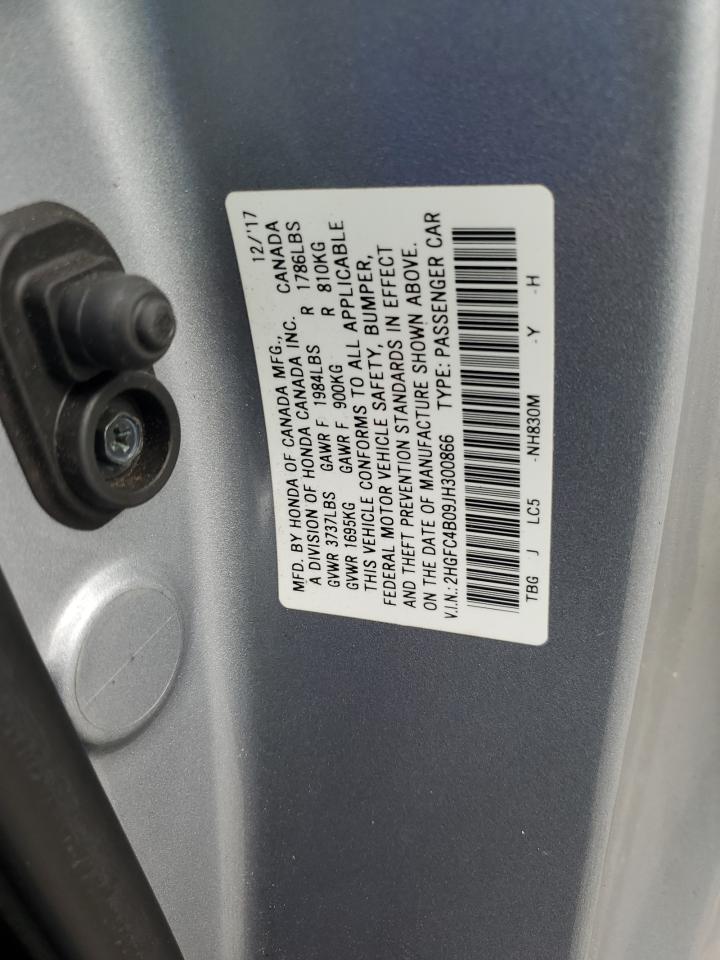 MFD. BY HONDA OF CANADA MFG., 12/'17
A DIVISION OF HONDA CANADA INC. CANADA
GVWR 3737LBS GAWR F 1984LBS R 1786LBS
GVWR 1695KG GAWR F 900KG R 810KG
THIS VEHICLE CONFORMS TO ALL APPLICABLE
FEDERAL MOTOR VEHICLE SAFETY, BUMPER,
AND THEFT PREVENTION STANDARDS IN EFFECT
ON THE DATE OF MANUFACTURE SHOWN ABOVE.
V.I.N.: 2HGFC4B09JH300866 TYPE: PASSENGER CAR
TBG J LC5 -NH830M -Y -H